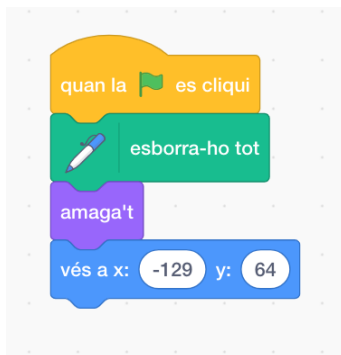 quan la es cliqui
esborra-ho tot
amaga't
vés a x: -129 y: 64